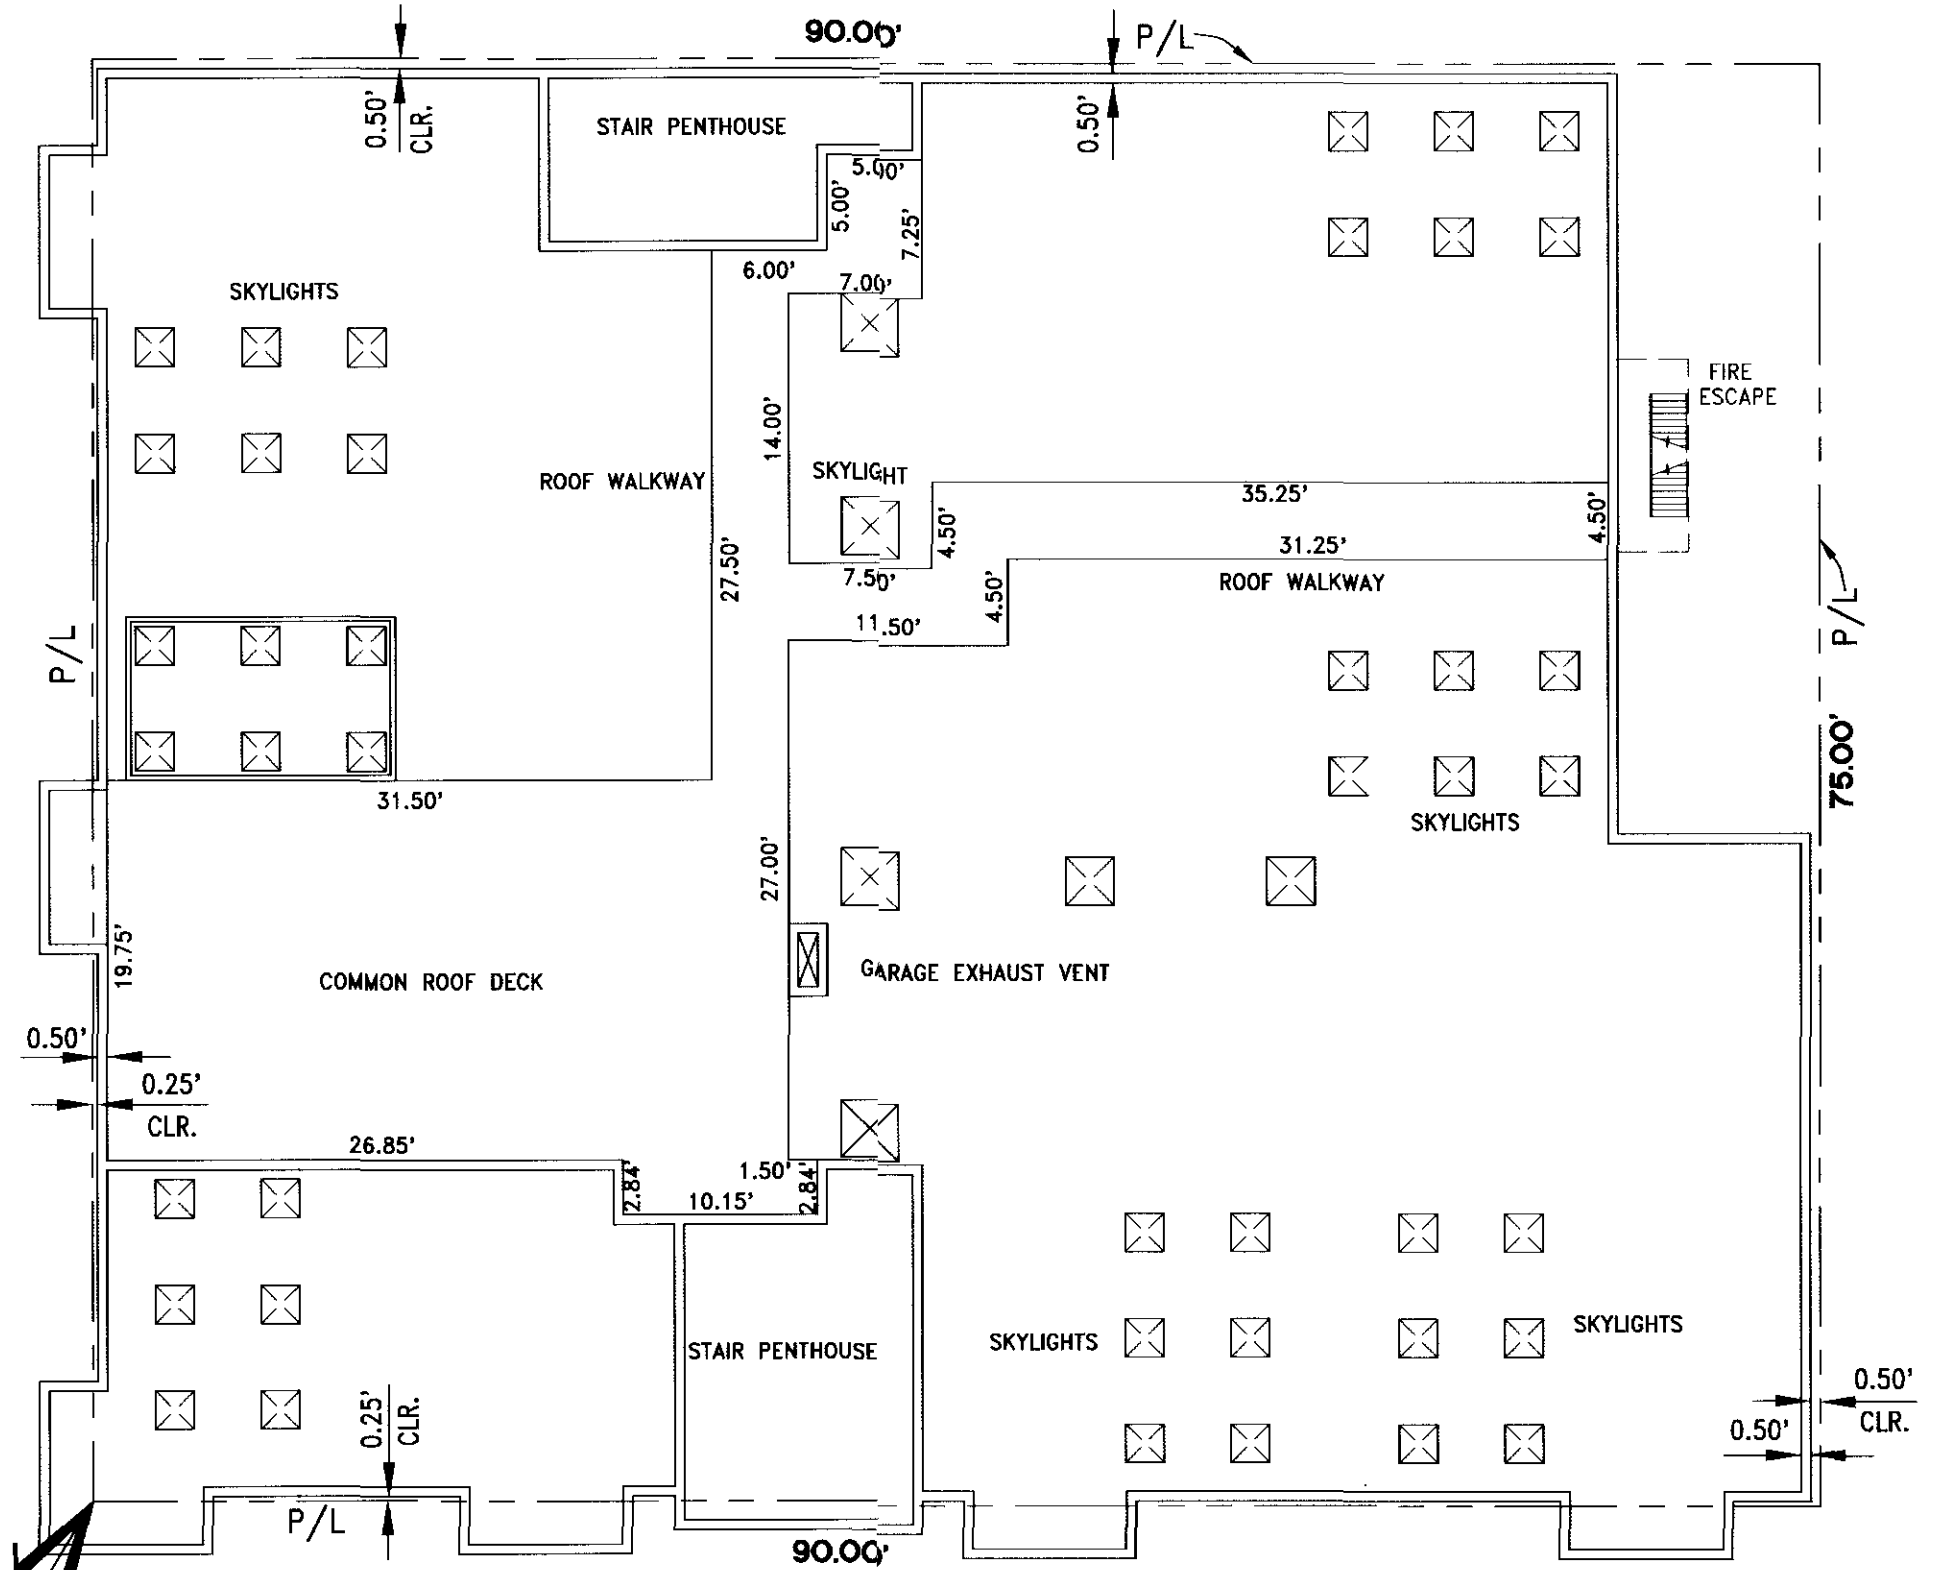 90.00'
P/L
0.50'
CLR.
STAIR PENTHOUSE
0.50'
5.00'
5.00'
7.25'
6.00'
7.00'
SKYLIGHTS
FIRE
ESCAPE
14.00'
ROOF WALKWAY
SKYLIGHT
35.25'
4.50'
4.50'
31.25'
27.50'
7.50'
4.50'
ROOF WALKWAY
11.50'
P/L
P/L
75.00'
31.50'
SKYLIGHTS
27.00'
19.75'
COMMON ROOF DECK
GARAGE EXHAUST VENT
0.50'
0.25'
CLR.
26.85'
2.84'
1.50'
2.84'
10.15'
STAIR PENTHOUSE
SKYLIGHTS
SKYLIGHTS
0.25'
CLR.
0.50'
CLR.
0.50'
P/L
90.00'